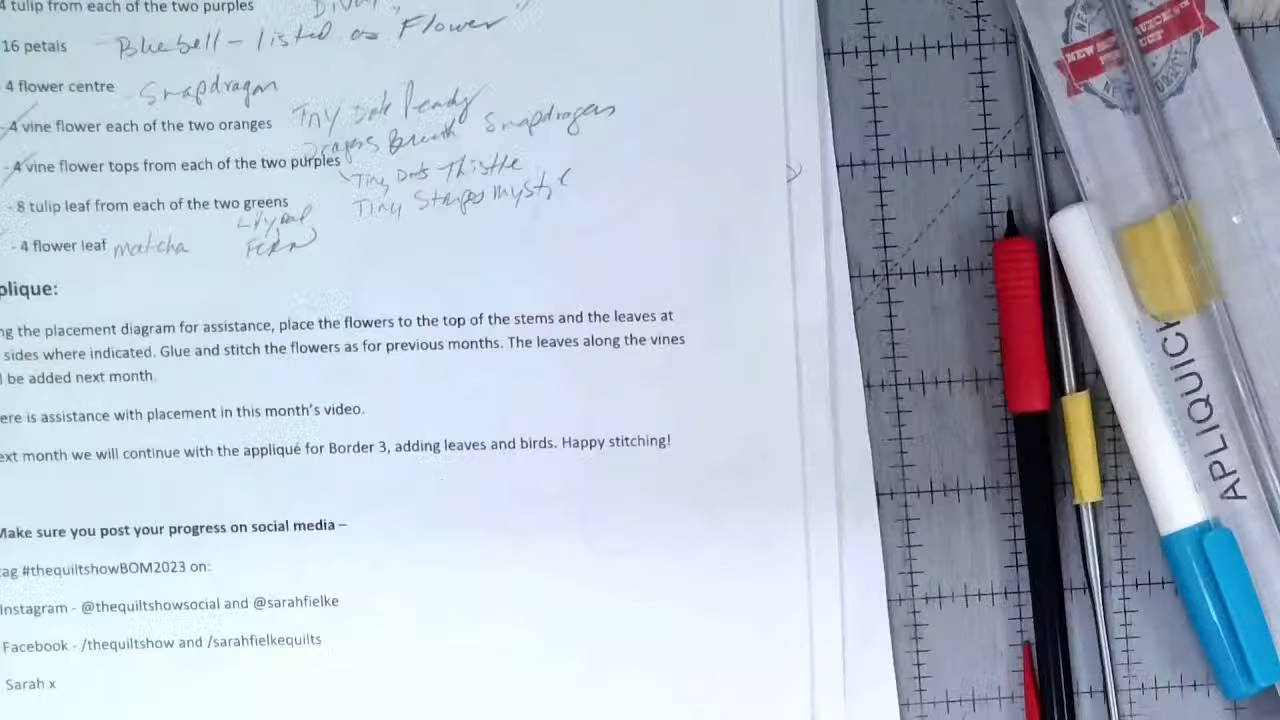 4 tulip from each of the two purples
16 petals Bluebell - listed as Flower"
4 flower centre Snapdragon
- 4 vine flower each of the two oranges Tiny Dots Ready
Dragons Breath Snapdragons
- 4 vine flower tops from each of the two purples Tiny Dots Thistle
Tiny Stripes mystic
- 8 tulip leaf from each of the two greens Lilypad
Fern
- 4 flower leaf matcha
plique:
ng the placement diagram for assistance, place the flowers to the top of the stems and the leaves at
sides where indicated. Glue and stitch the flowers as for previous months. The leaves along the vines
l be added next month.
ere is assistance with placement in this month's video.
ext month we will continue with the appliqué for Border 3, adding leaves and birds. Happy stitching!
Make sure you post your progress on social media –
tag #thequiltshowBOM2023 on:
Instagram - @thequiltshowsocial and @sarahfielke
Facebook - /thequiltshow and /sarahfielkequilts
Sarah x
APLIQUICK